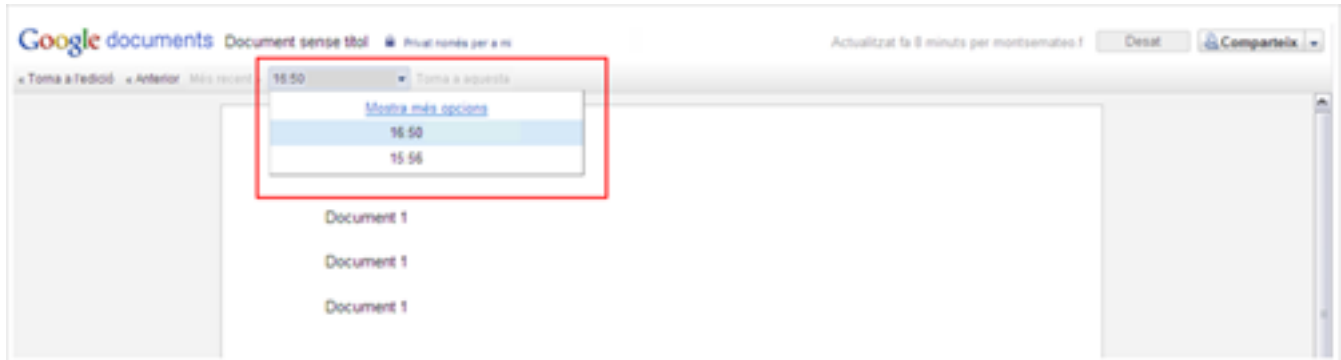 Google documents Document sense títol Privat només per a mi Actualitzat fa 8 minuts per montsemateo.f Desat Comparteix
« Torna a l'edició « Anterior Més recent 16:50 Torna a aquesta
Mostra més opcions
16:50
15:56
Document 1
Document 1
Document 1